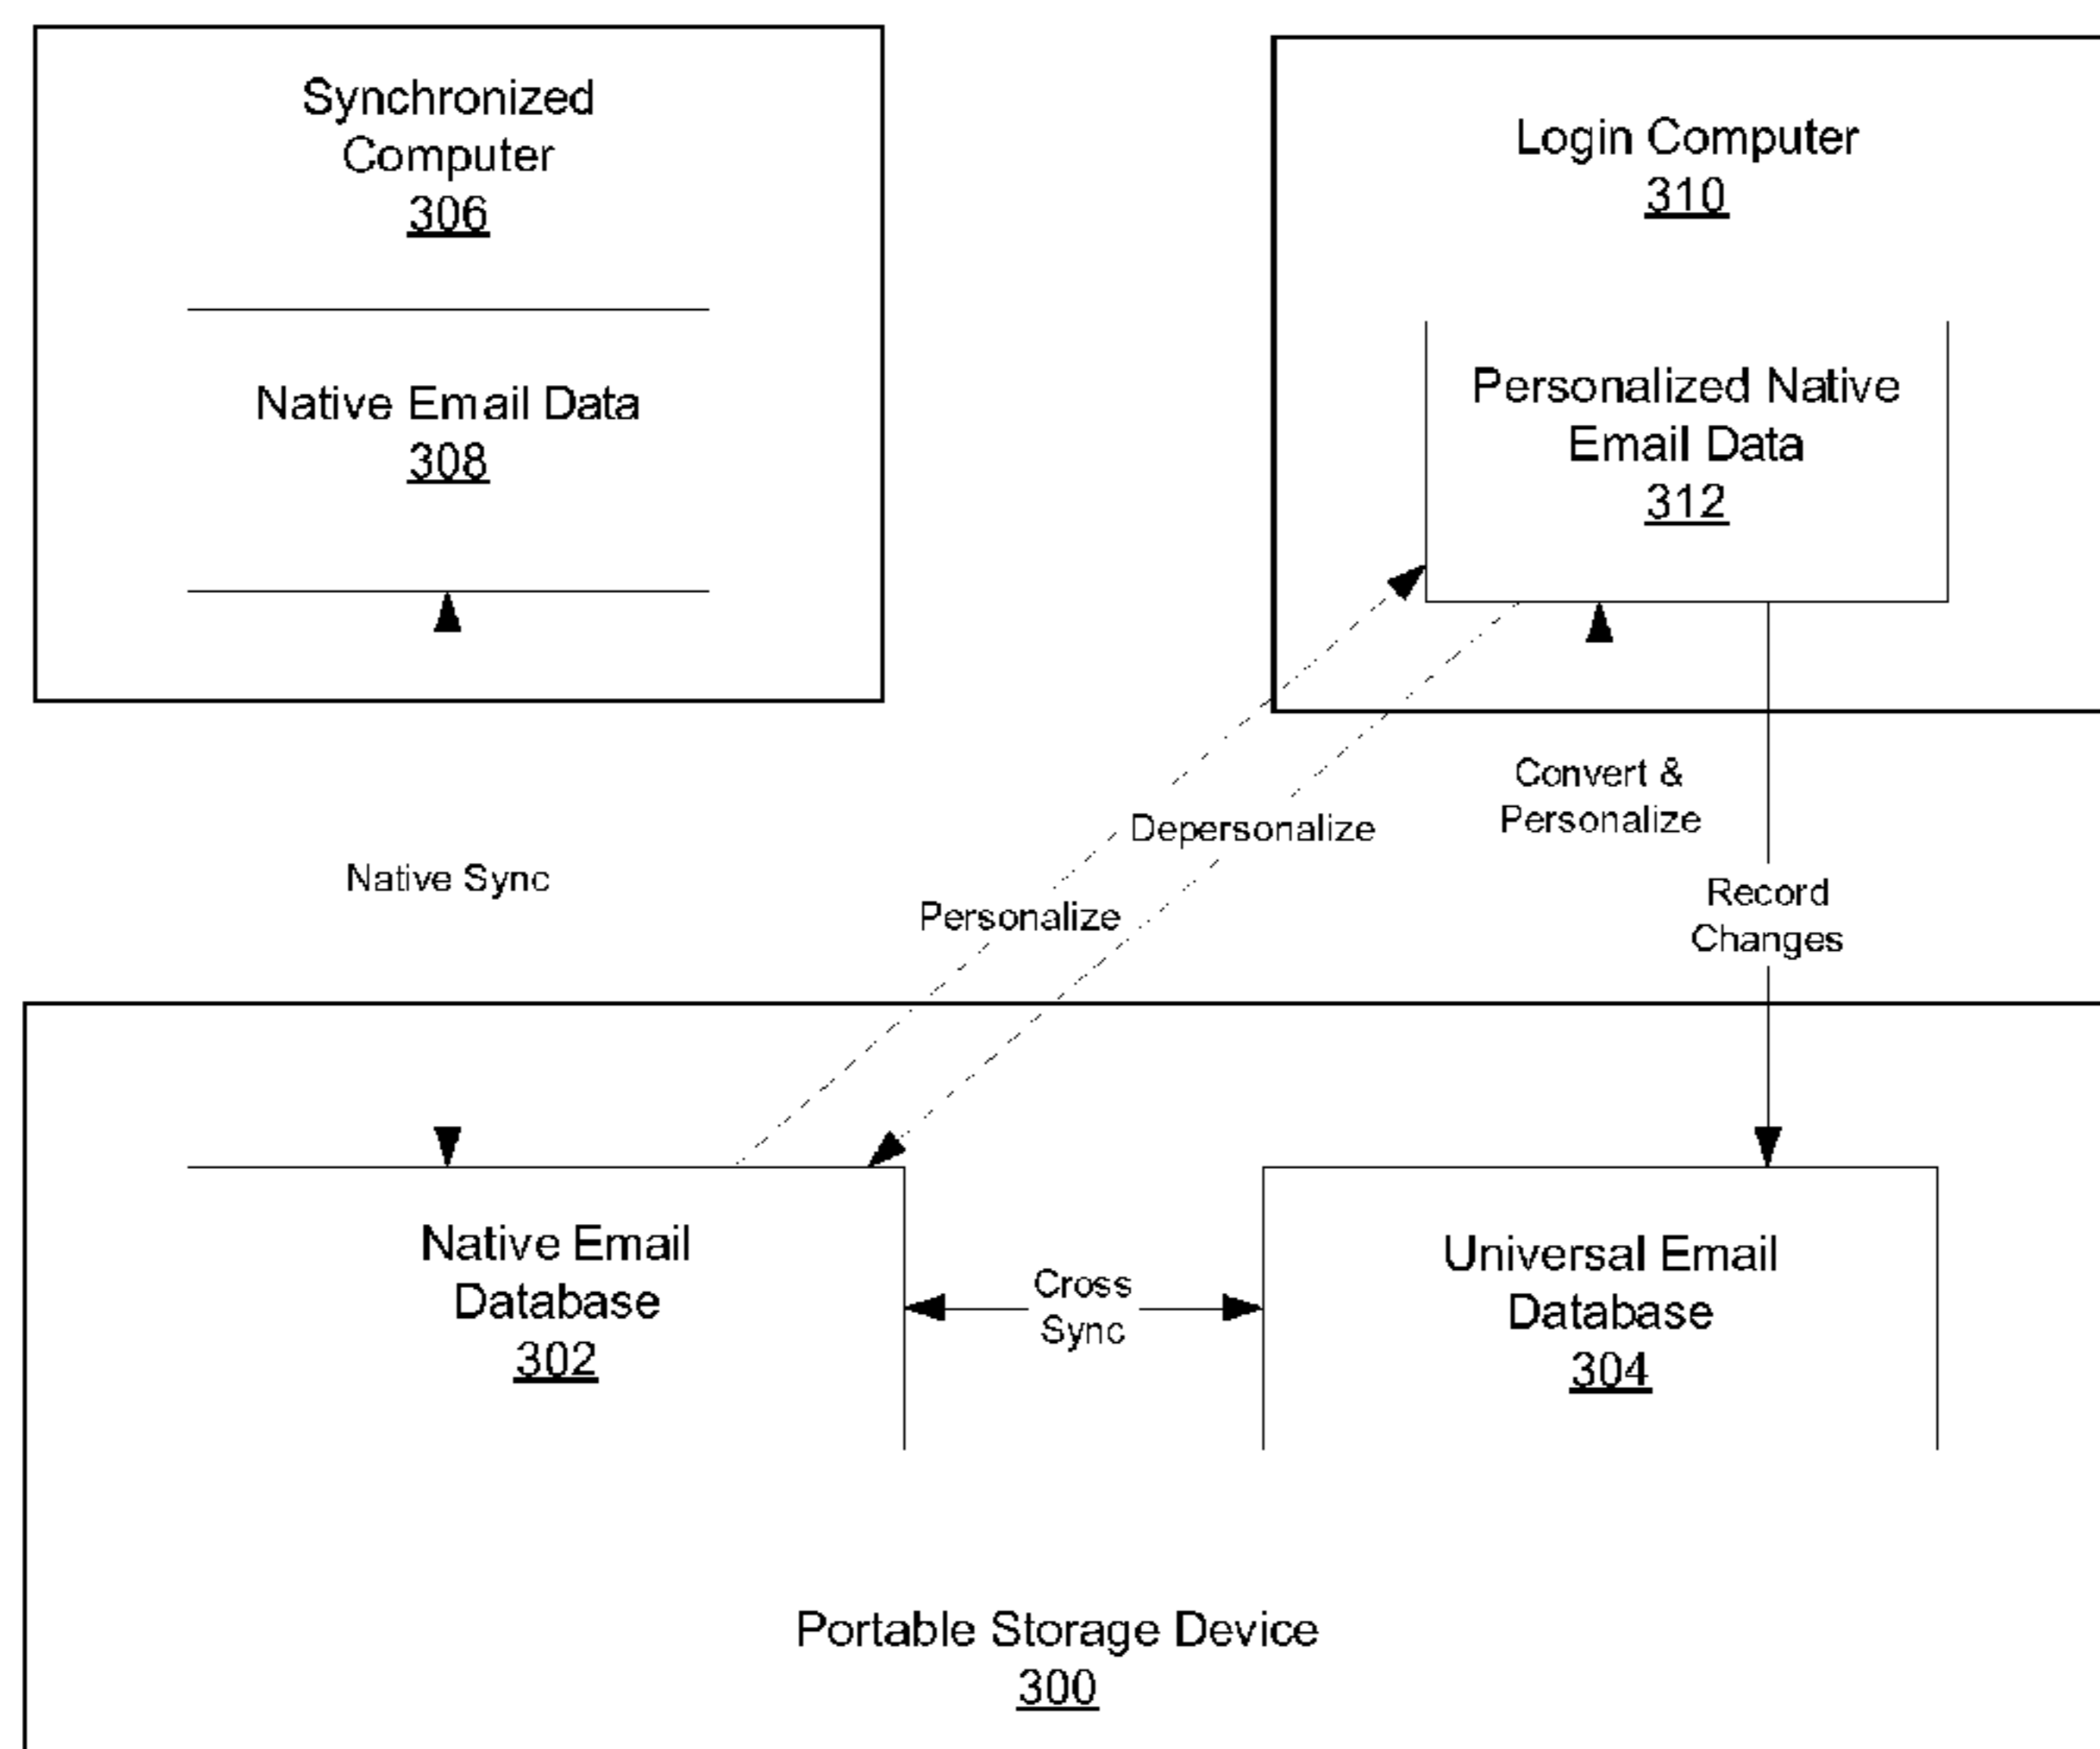 Synchronized
Computer
306
Native Email Data
308
Login Computer
310
Personalized Native
Email Data
312
Native Sync
Personalize
Depersonalize
Convert &
Personalize
Record
Changes
Native Email
Database
302
Cross
Sync
Universal Email
Database
304
Portable Storage Device
300